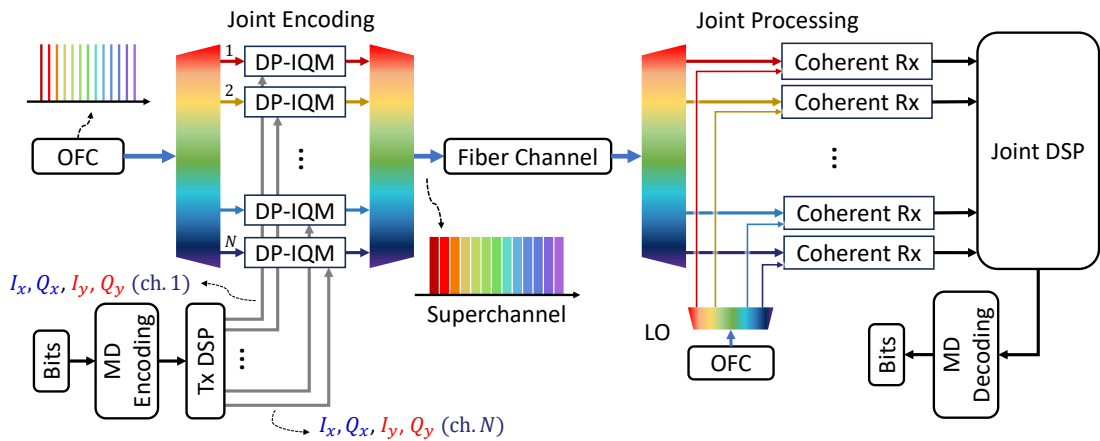 Joint Encoding
Joint Processing
1
DP-IQM
Coherent Rx
2
DP-IQM
Coherent Rx
OFC
...
Fiber Channel
...
Joint DSP
DP-IQM
Coherent Rx
N
DP-IQM
Coherent Rx
I_x, Q_x, I_y, Q_y (ch. 1)
Superchannel
LO
OFC
Bits
MD
Encoding
Tx DSP
...
Bits
MD
Decoding
I_x, Q_x, I_y, Q_y (ch. N)